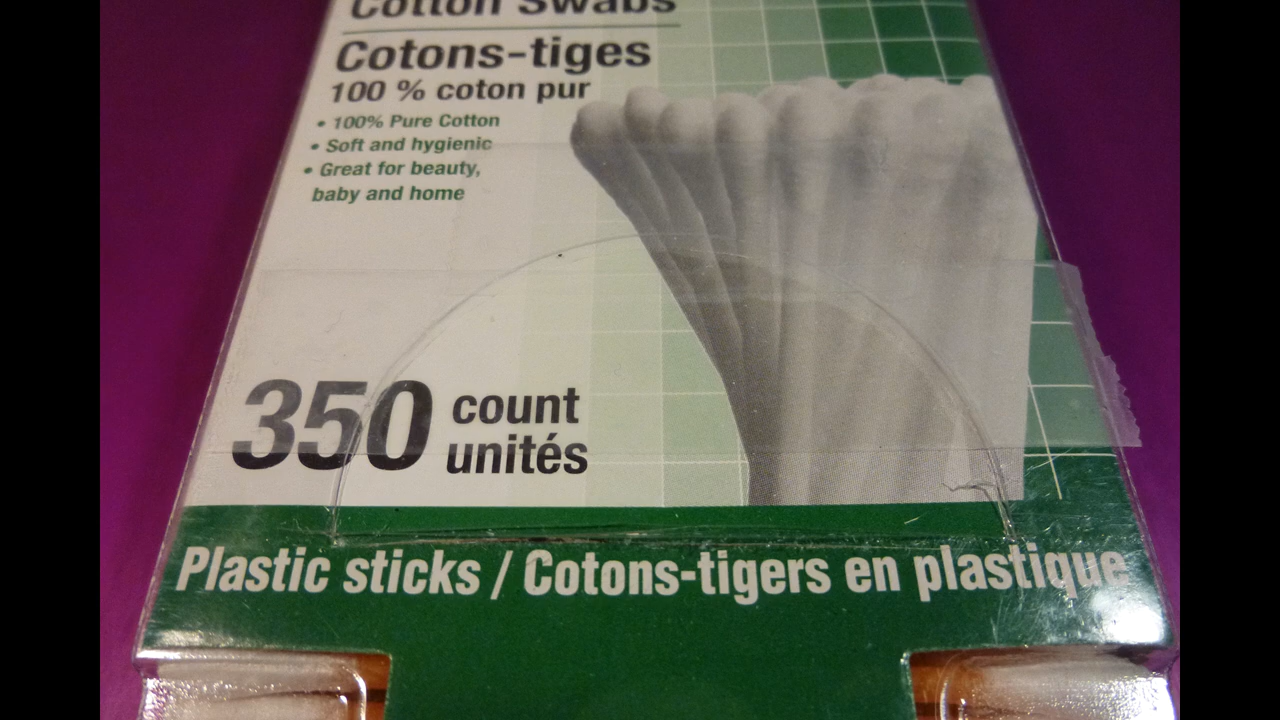 Cotton Swabs
Cotons-tiges
100 % coton pur
• 100% Pure Cotton
• Soft and hygienic
• Great for beauty,
baby and home
350 count
unités
Plastic sticks / Cotons-tigers en plastique